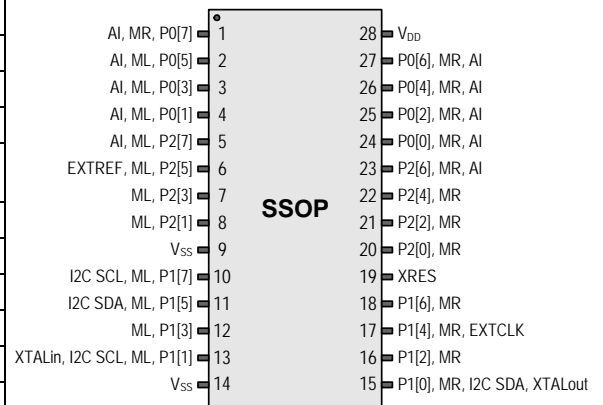 AI, MR, P0[7] 1 28 VDD
AI, ML, P0[5] 2 27 P0[6], MR, AI
AI, ML, P0[3] 3 26 P0[4], MR, AI
AI, ML, P0[1] 4 25 P0[2], MR, AI
AI, ML, P2[7] 5 24 P0[0], MR, AI
EXTREF, ML, P2[5] 6 23 P2[6], MR, AI
ML, P2[3] 7 22 P2[4], MR
SSOP
ML, P2[1] 8 21 P2[2], MR
VSS 9 20 P2[0], MR
I2C SCL, ML, P1[7] 10 19 XRES
I2C SDA, ML, P1[5] 11 18 P1[6], MR
ML, P1[3] 12 17 P1[4], MR, EXTCLK
XTALin, I2C SCL, ML, P1[1] 13 16 P1[2], MR
VSS 14 15 P1[0], MR, I2C SDA, XTALout